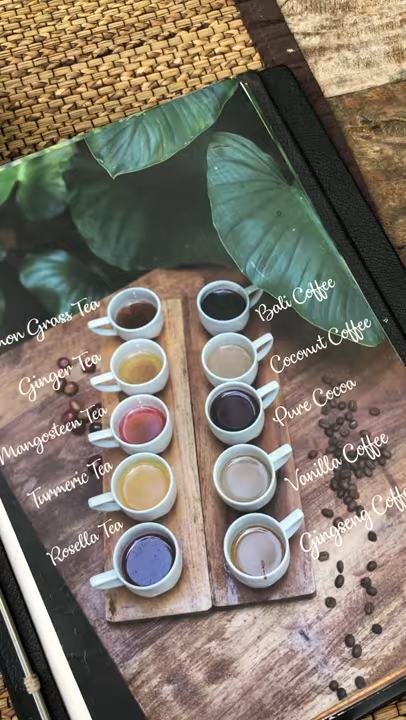 Grass Tea
Ginger Tea
Mangosteen Tea
Turmeric Tea
Rosella Tea
Bali Coffee
Coconut Coffee
Pure Cocoa
Vanilla Coffee
Gingseng Coffe